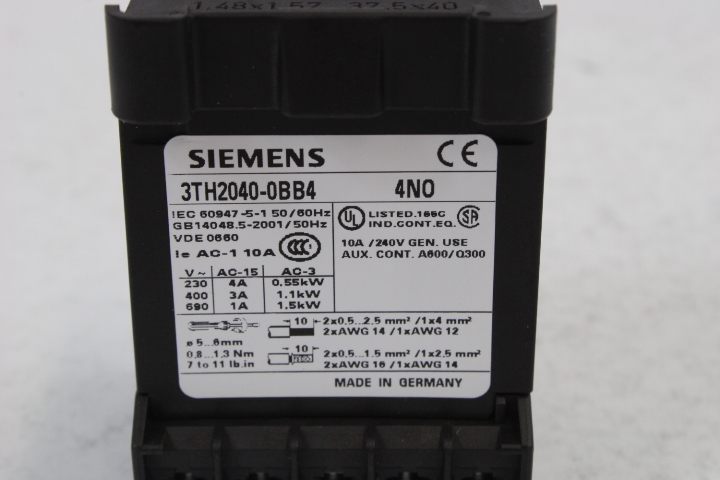 1.48x1.57 37.5x40
SIEMENS CE
3TH2040-0BB4 4NO
IEC 60947-5-1 50/60Hz
GB14048.5-2001/50Hz
VDE 0660
Ie AC-1 10A CCC
UL LISTED 165C SA
IND.CONT.EQ.
10A /240V GEN. USE
AUX. CONT. A600/Q300
V~ AC-15 AC-3
230 4A 0.55kW
400 3A 1.1kW
690 1A 1.5kW
10 2x0,5...2,5 mm² /1x4 mm²
2xAWG 14 /1xAWG 12
ø 5...6mm
0,8...1,3 Nm
7 to 11 lb.in
10 2x0,5...1,5 mm² /1x2,5 mm²
2xAWG 16 /1xAWG 14
MADE IN GERMANY